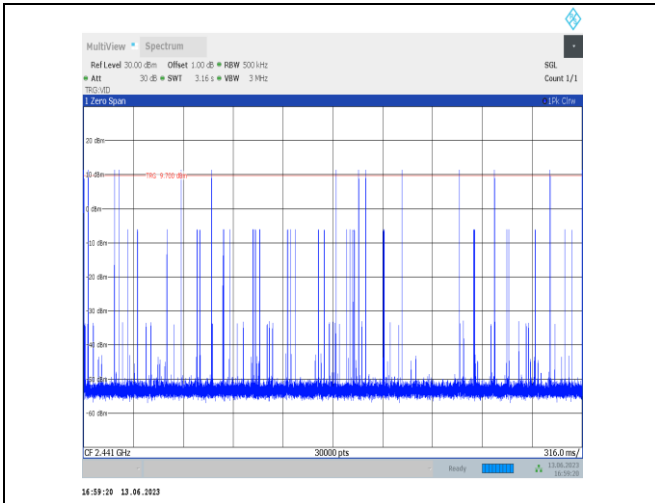 MultiView Spectrum
Ref Level 30.00 dBm Offset 1.00 dB RBW 500 kHz SGL
Att 30 dB SWT 3.16 s VBW 3 MHz Count 1/1
TRG:VID
1 Zero Span 1Pk Clrw
20 dBm
10 dBm
TRG 9.700 dBm
0 dBm
-10 dBm
-20 dBm
-30 dBm
-40 dBm
-50 dBm
-60 dBm
CF 2.441 GHz 30000 pts 316.0 ms/
Ready 13.06.2023
16:59:20
16:59:20 13.06.2023